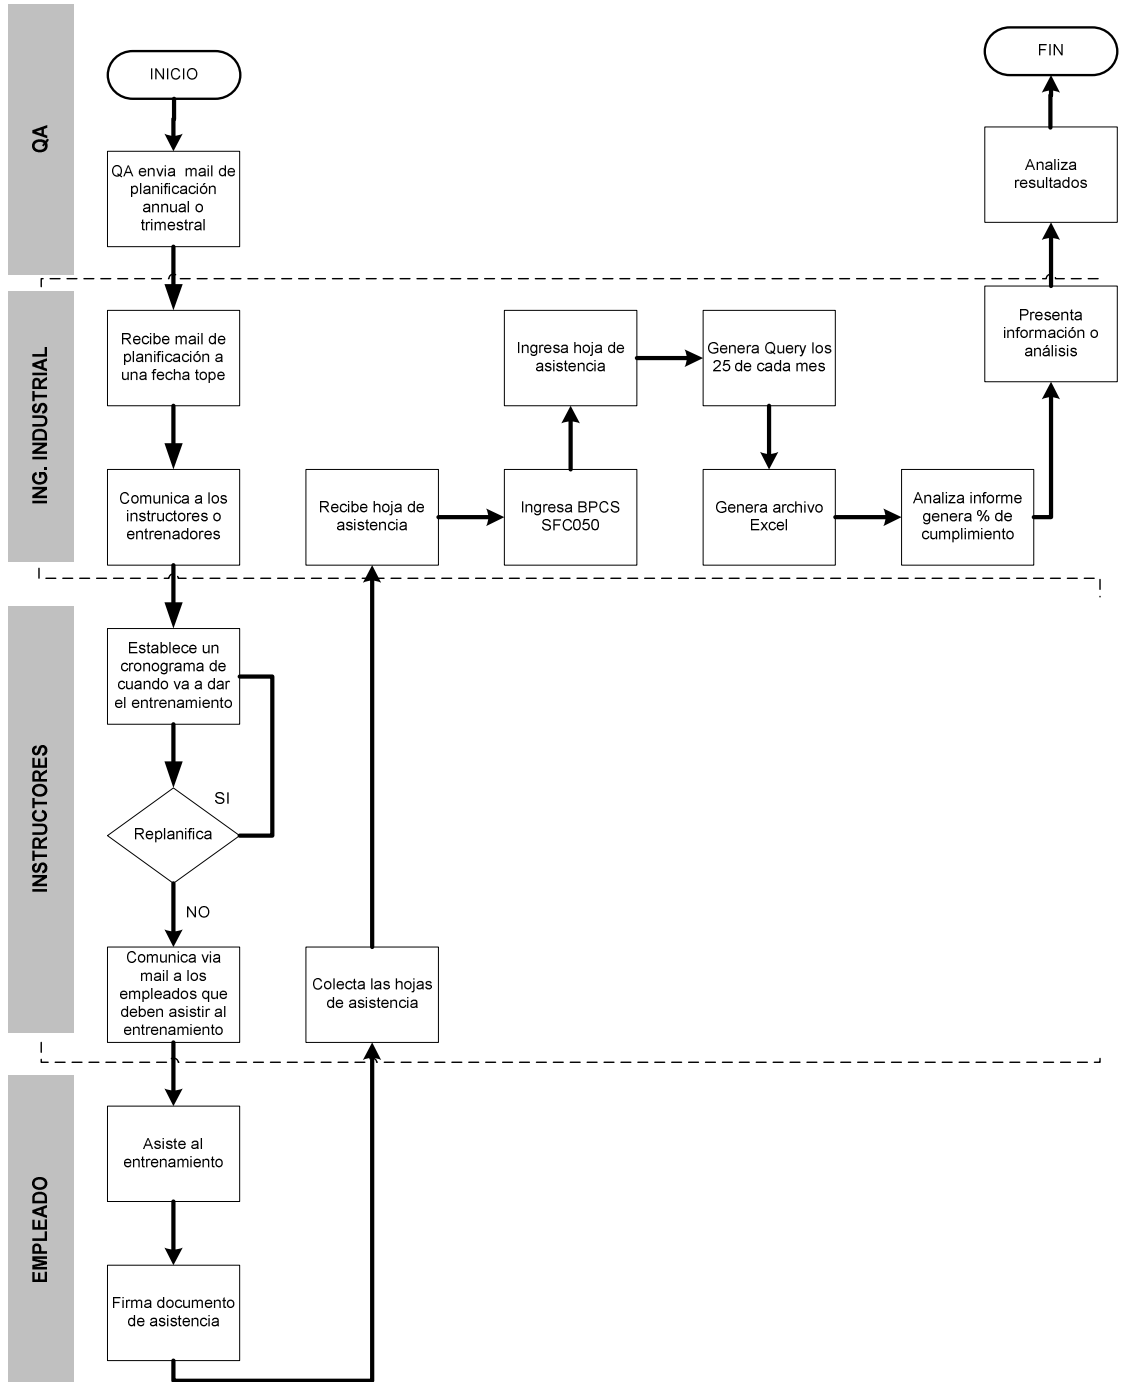 QA
INICIO
QA envia mail de
planificación
annual o
trimestral
FIN
Analiza
resultados
ING. INDUSTRIAL
Recibe mail de
planificación a
una fecha tope
Comunica a los
instructores o
entrenadores
Recibe hoja de
asistencia
Ingresa BPCS
SFC050
Ingresa hoja de
asistencia
Genera Query los
25 de cada mes
Genera archivo
Excel
Analiza informe
genera % de
cumplimiento
Presenta
información o
análisis
INSTRUCTORES
Establece un
cronograma de
cuando va a dar
el entrenamiento
SI
Replanifica
NO
Comunica via
mail a los
empleados que
deben asistir al
entrenamiento
Colecta las hojas
de asistencia
EMPLEADO
Asiste al
entrenamiento
Firma documento
de asistencia